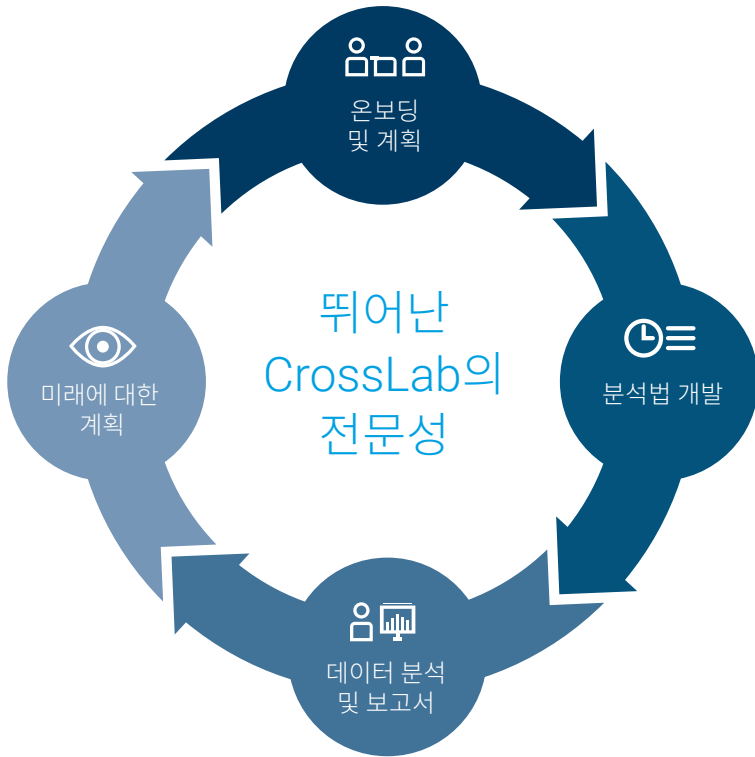 온보딩
및 계획
뛰어난
CrossLab의
전문성
분석법 개발
데이터 분석
및 보고서
미래에 대한
계획